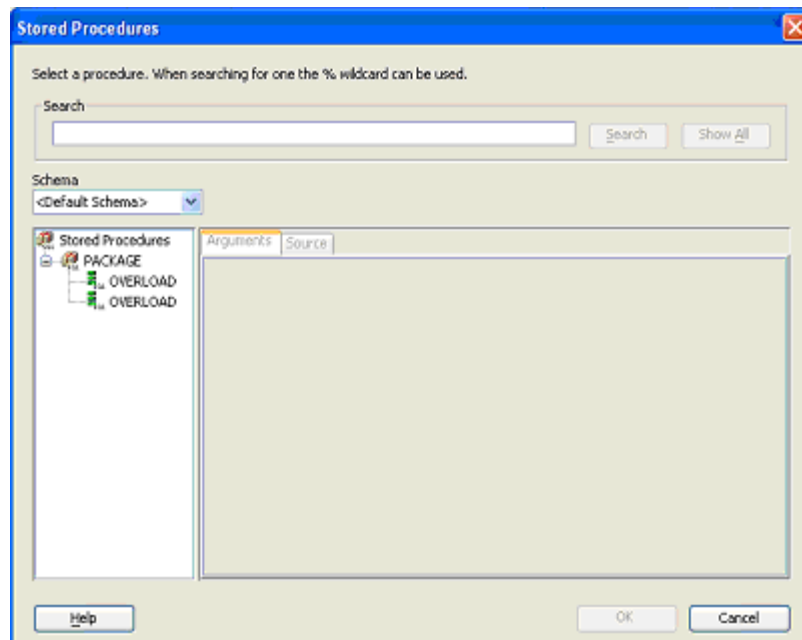 Stored Procedures
Select a procedure. When searching for one the % wildcard can be used.
Search
Search Show All
Schema
<Default Schema>
Stored Procedures
PACKAGE
OVERLOAD
OVERLOAD
Arguments Source
Help OK Cancel